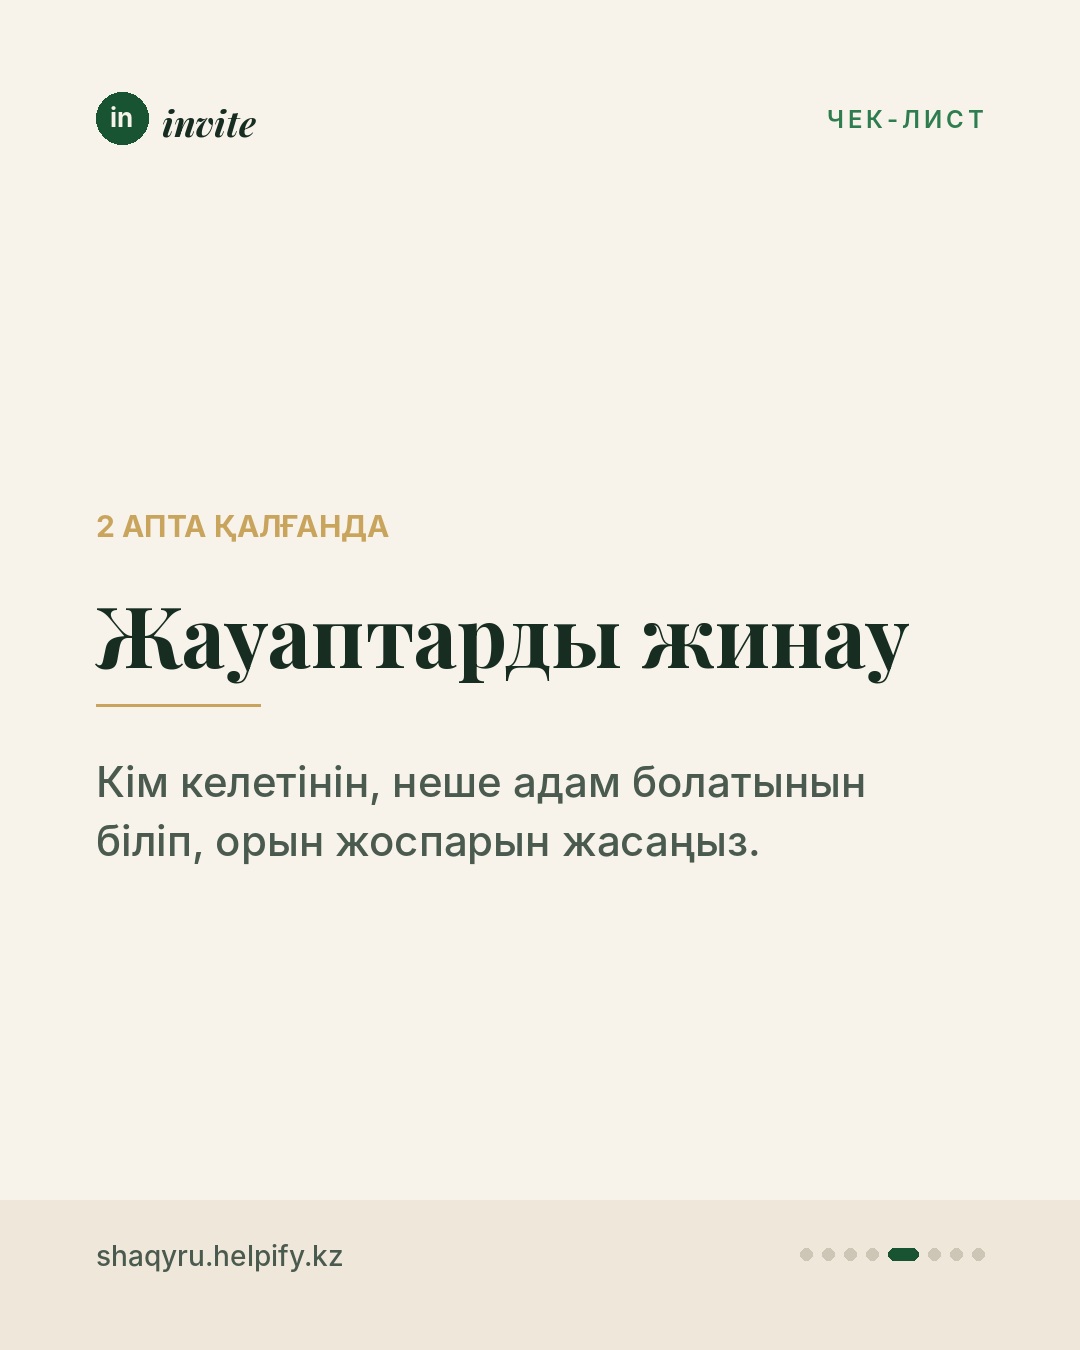 in invite
ЧЕК-ЛИСТ
2 АПТА ҚАЛҒАНДА
Жауаптарды жинау
Кім келетінін, неше адам болатынын
біліп, орын жоспарын жасаңыз.
shaqyru.helpify.kz